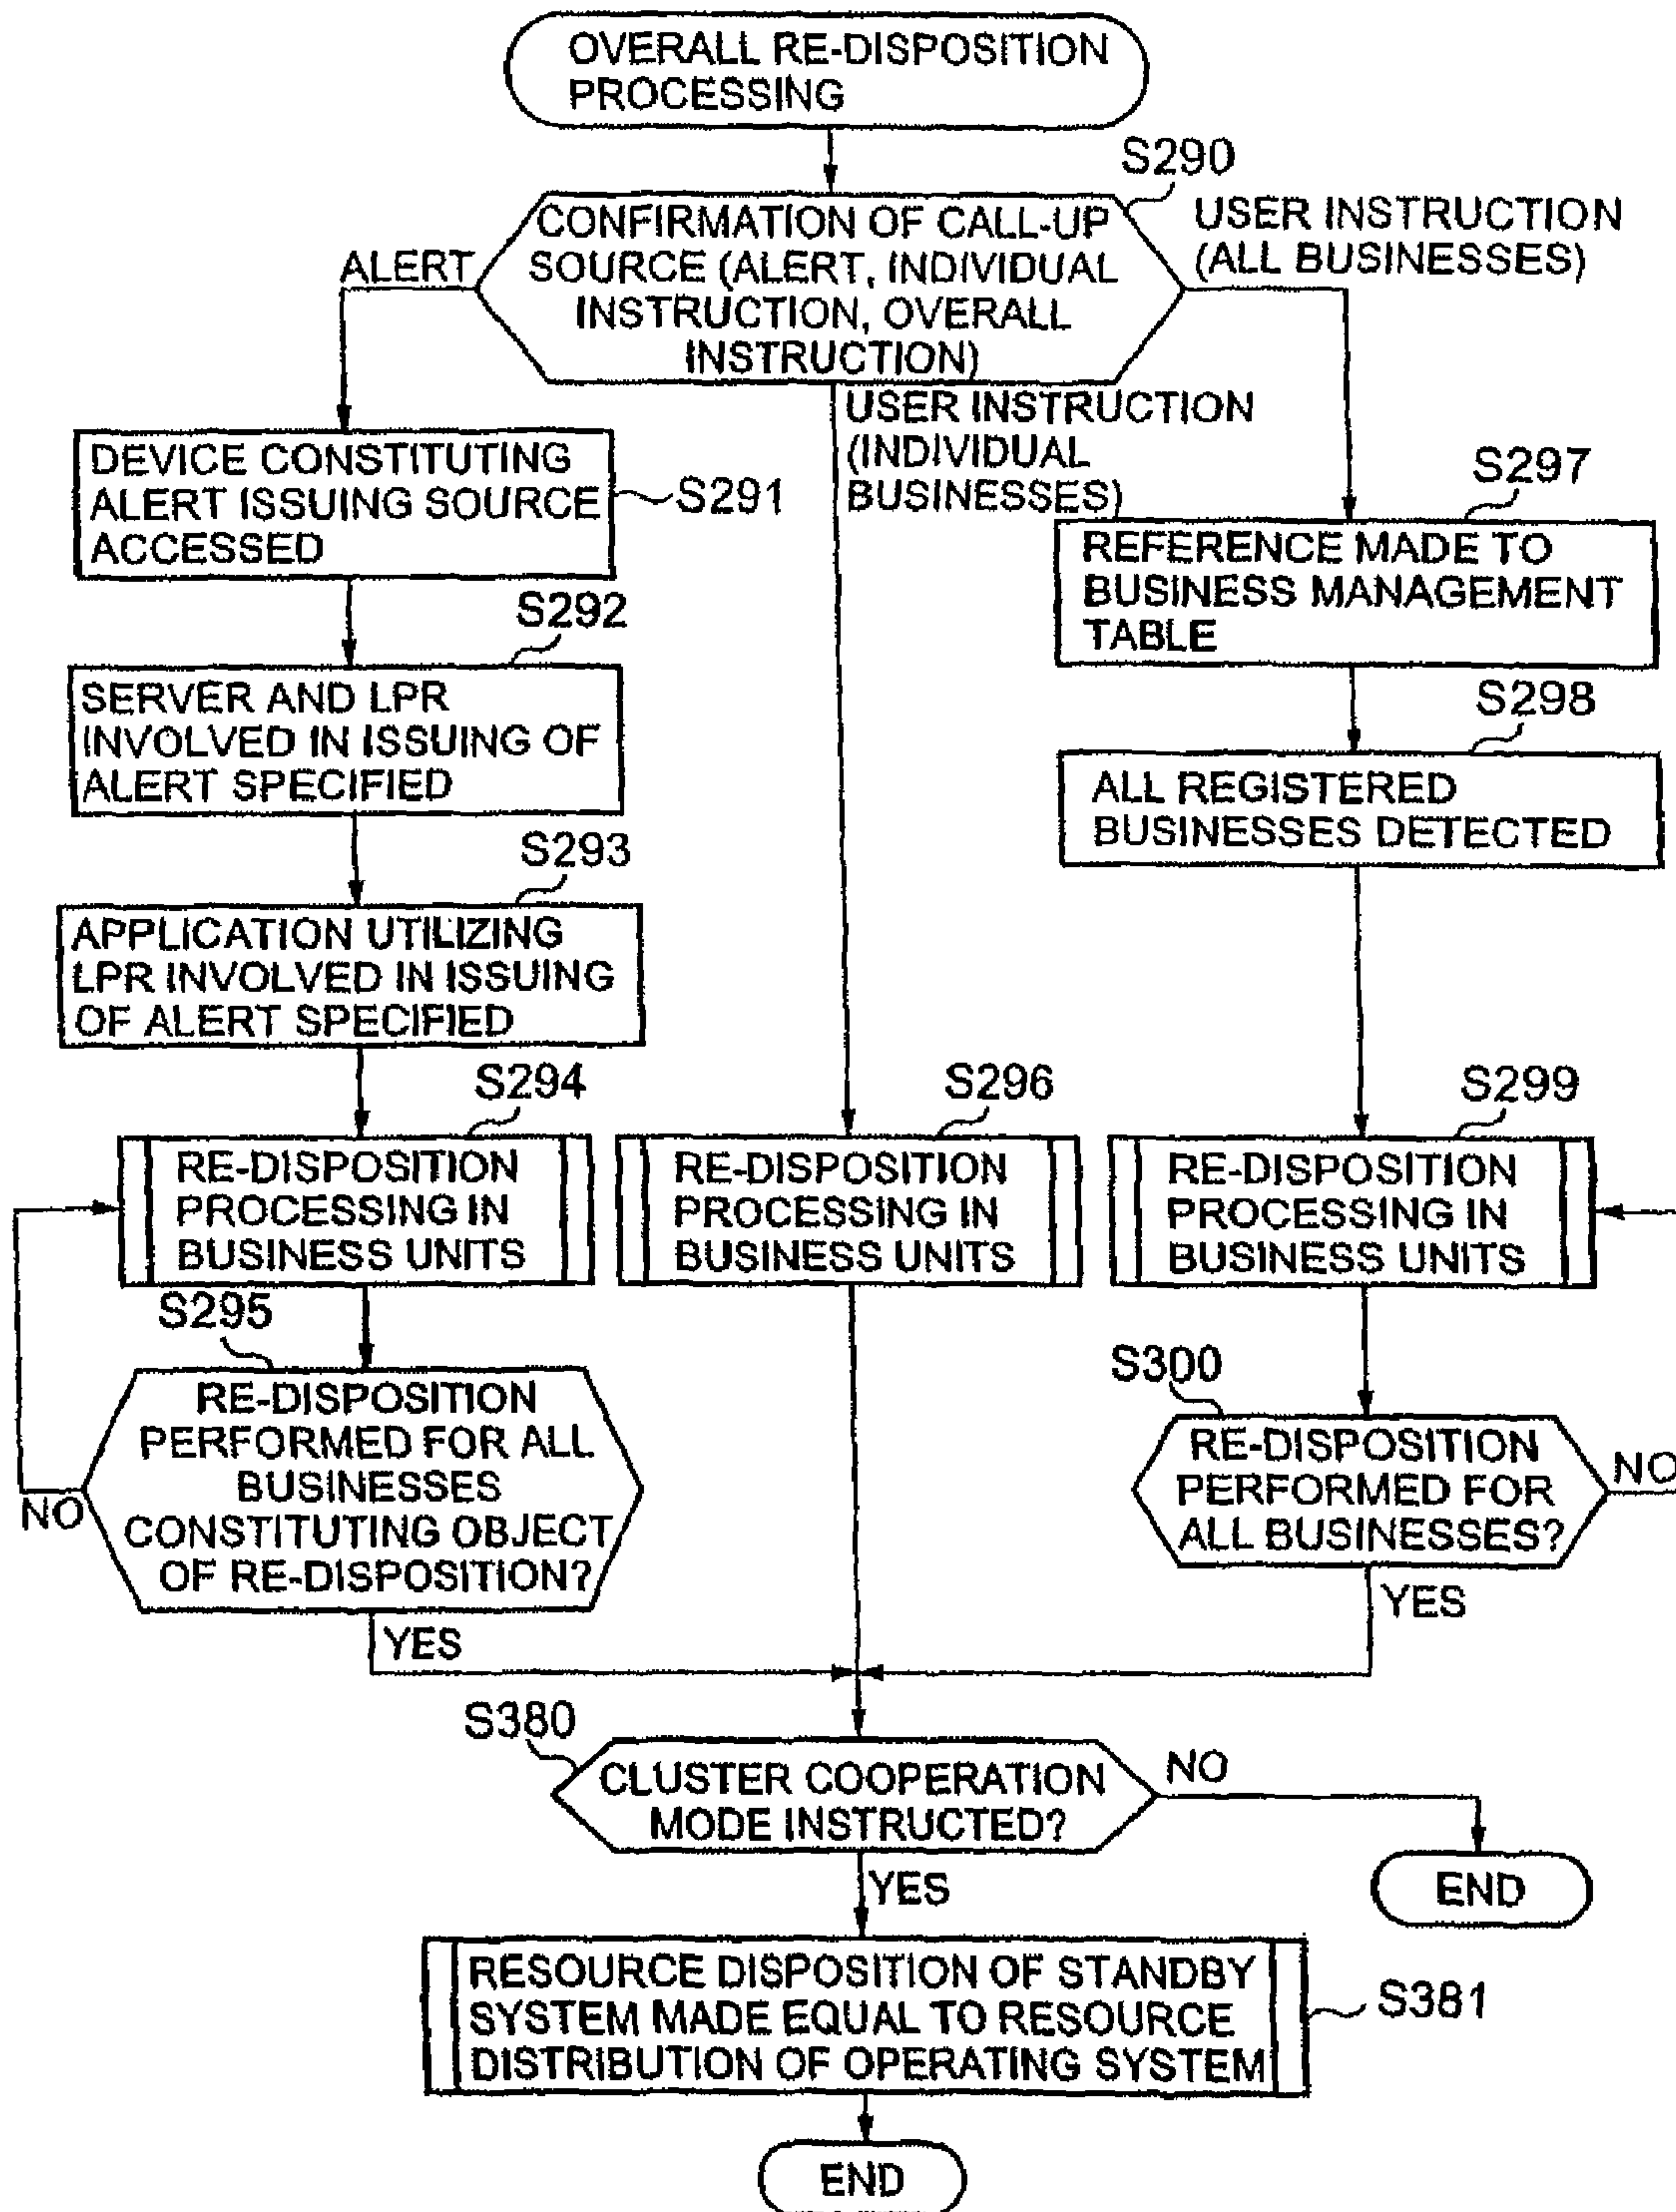 OVERALL RE-DISPOSITION
PROCESSING
S290
CONFIRMATION OF CALL-UP
SOURCE (ALERT, INDIVIDUAL
INSTRUCTION, OVERALL
INSTRUCTION)
ALERT
USER INSTRUCTION
(ALL BUSINESSES)
USER INSTRUCTION
(INDIVIDUAL
BUSINESSES)
DEVICE CONSTITUTING
ALERT ISSUING SOURCE
ACCESSED
S291
S292
SERVER AND LPR
INVOLVED IN ISSUING OF
ALERT SPECIFIED
S293
APPLICATION UTILIZING
LPR INVOLVED IN ISSUING
OF ALERT SPECIFIED
S297
REFERENCE MADE TO
BUSINESS MANAGEMENT
TABLE
S298
ALL REGISTERED
BUSINESSES DETECTED
S294
RE-DISPOSITION
PROCESSING IN
BUSINESS UNITS
S296
RE-DISPOSITION
PROCESSING IN
BUSINESS UNITS
S299
RE-DISPOSITION
PROCESSING IN
BUSINESS UNITS
S295
RE-DISPOSITION
PERFORMED FOR ALL
BUSINESSES
CONSTITUTING OBJECT
OF RE-DISPOSITION?
NO
YES
S300
RE-DISPOSITION
PERFORMED FOR
ALL BUSINESSES?
NO
YES
S380
CLUSTER COOPERATION
MODE INSTRUCTED?
NO
END
YES
RESOURCE DISPOSITION OF STANDBY
SYSTEM MADE EQUAL TO RESOURCE
DISTRIBUTION OF OPERATING SYSTEM
S381
END